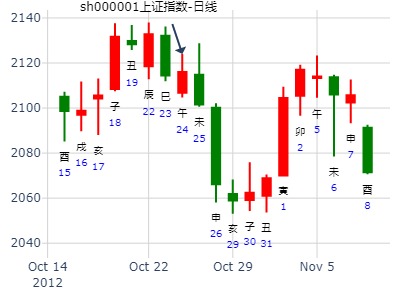 sh000001上证指数-日线
2140
2120
2100
2080
2060
2040
酉
15
戌
16
亥
17
子
18
丑
19
辰
22
巳
23
午
24
未
25
申
26
亥
29
子
30
丑
31
寅
1
卯
2
午
5
未
6
申
7
酉
8
Oct 14
2012
Oct 22
Oct 29
Nov 5